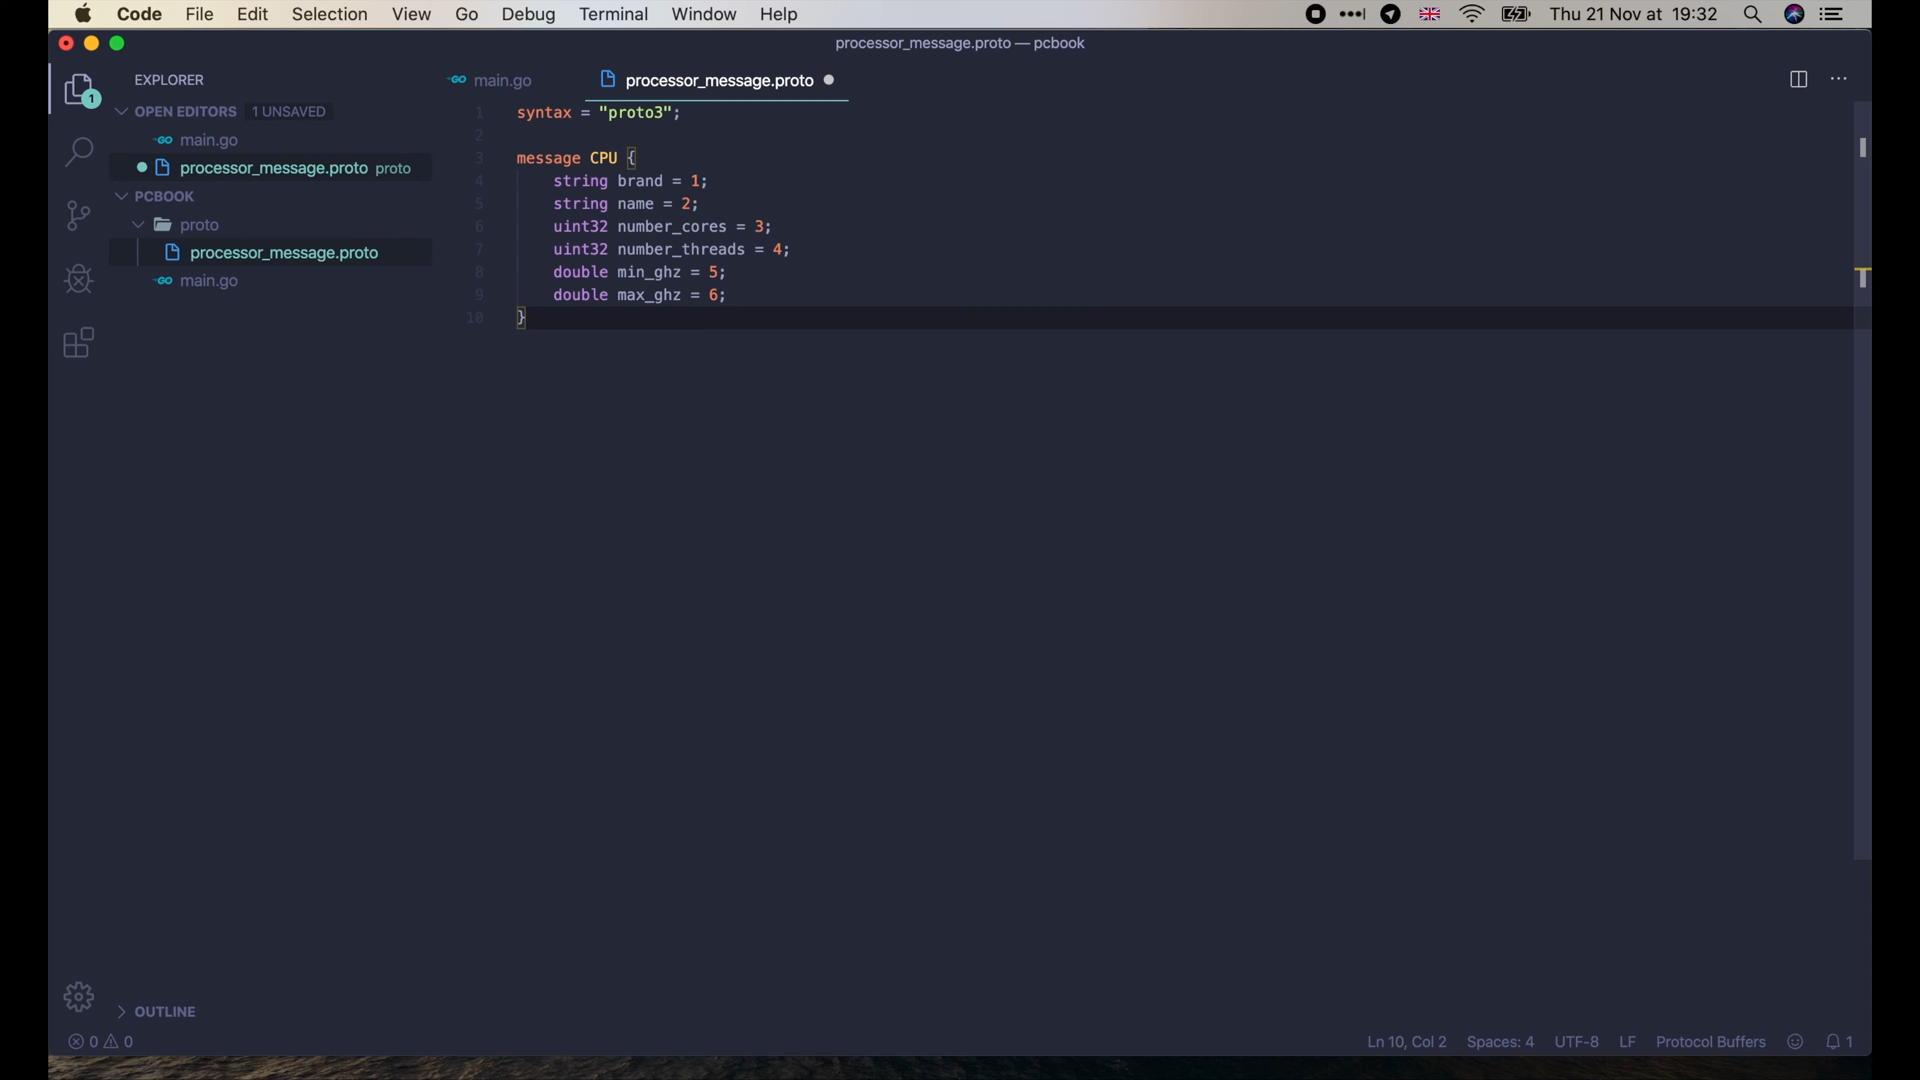 Code File Edit Selection View Go Debug Terminal Window Help Thu 21 Nov at 19:32
processor_message.proto — pcbook
EXPLORER
OPEN EDITORS 1 UNSAVED
main.go
processor_message.proto proto
PCBOOK
proto
processor_message.proto
main.go
OUTLINE
1
main.go processor_message.proto
1 syntax = "proto3";
2
3 message CPU {
4 string brand = 1;
5 string name = 2;
6 uint32 number_cores = 3;
7 uint32 number_threads = 4;
8 double min_ghz = 5;
9 double max_ghz = 6;
10 }
0 0 Ln 10, Col 2 Spaces: 4 UTF-8 LF Protocol Buffers 1